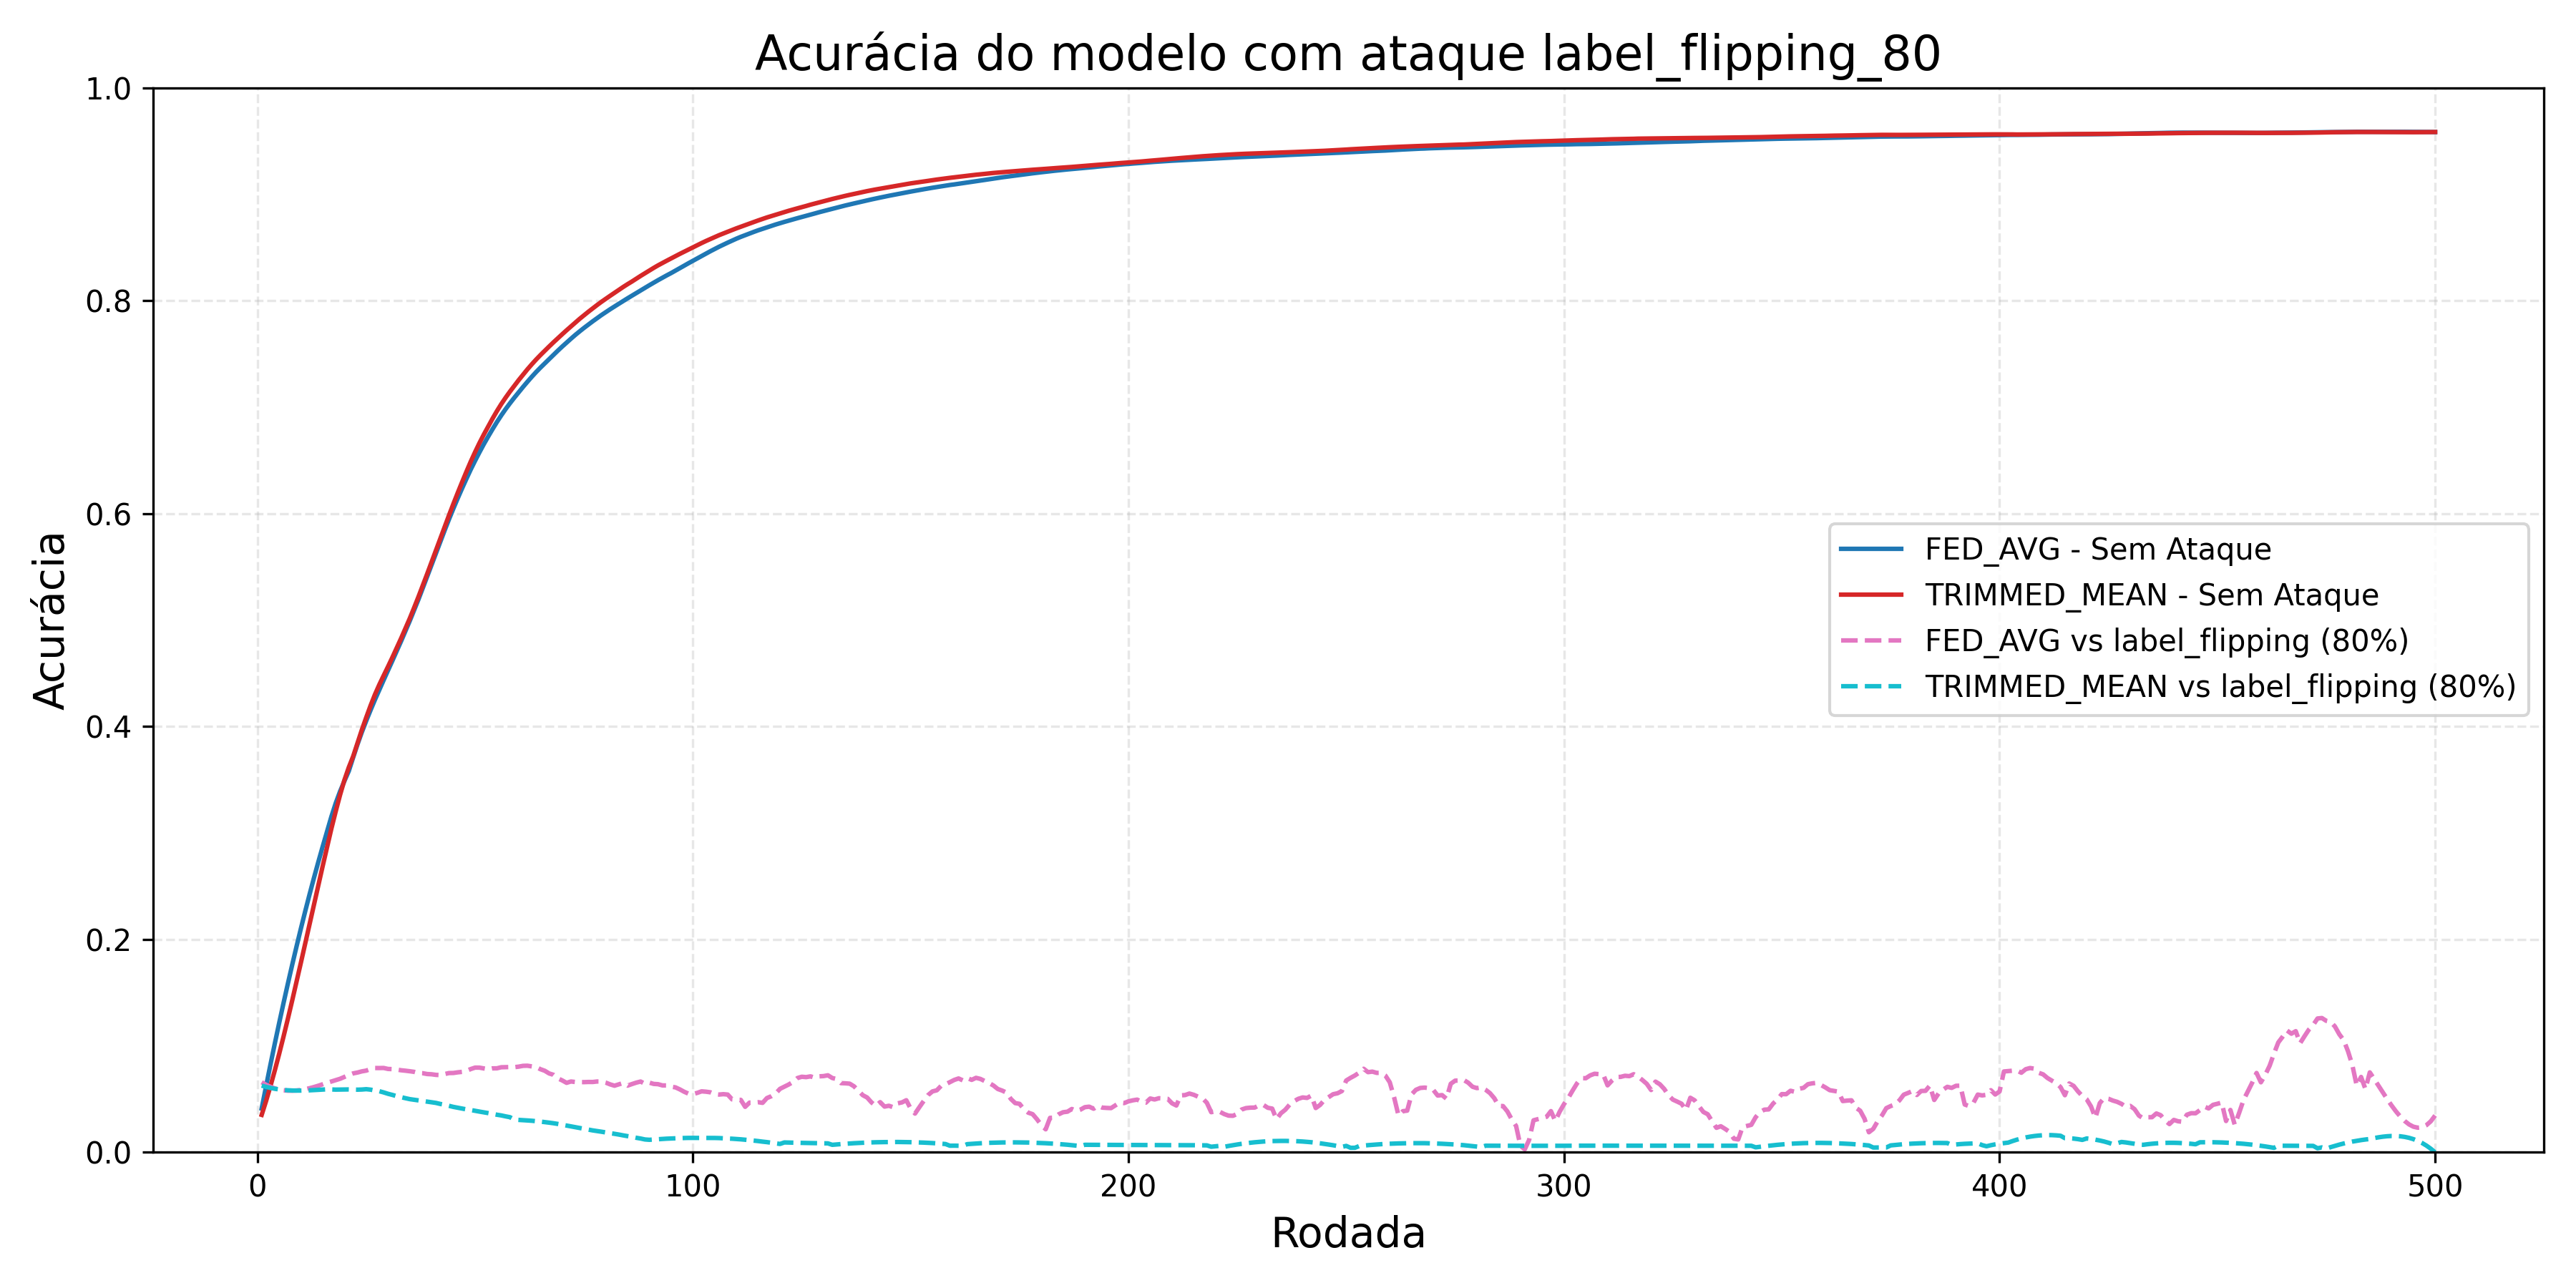 Acurácia do modelo com ataque label_flipping_80
1.0
0.8
0.6
0.4
0.2
0.0
Acurácia
FED_AVG - Sem Ataque
TRIMMED_MEAN - Sem Ataque
FED_AVG vs label_flipping (80%)
TRIMMED_MEAN vs label_flipping (80%)
0 100 200 300 400 500
Rodada